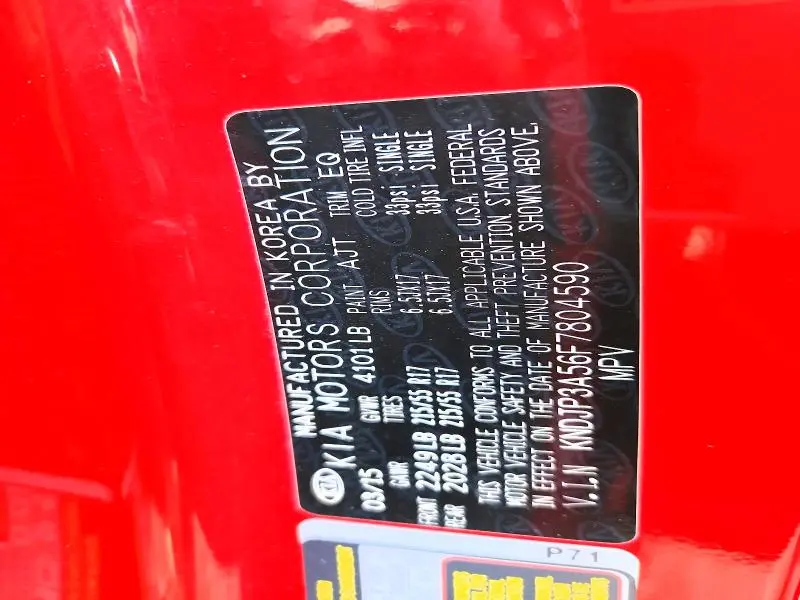 MANUFACTURED IN KOREA BY
KIA KIA MOTORS CORPORATION
03/15 GVWR 4101LB PAINT AJT TRIM EQ
GAWR TIRES RIMS COLD TIRE INFL
FRONT 2249LB 215/55 R17 6.5JX17 33psi SINGLE
REAR 2028LB 215/55 R17 6.5JX17 33psi SINGLE
THIS VEHICLE CONFORMS TO ALL APPLICABLE U.S.A. FEDERAL
MOTOR VEHICLE SAFETY AND THEFT PREVENTION STANDARDS
IN EFFECT ON THE DATE OF MANUFACTURE SHOWN ABOVE.
V.I.N KNDJP3A56F7804590
MPV
P71